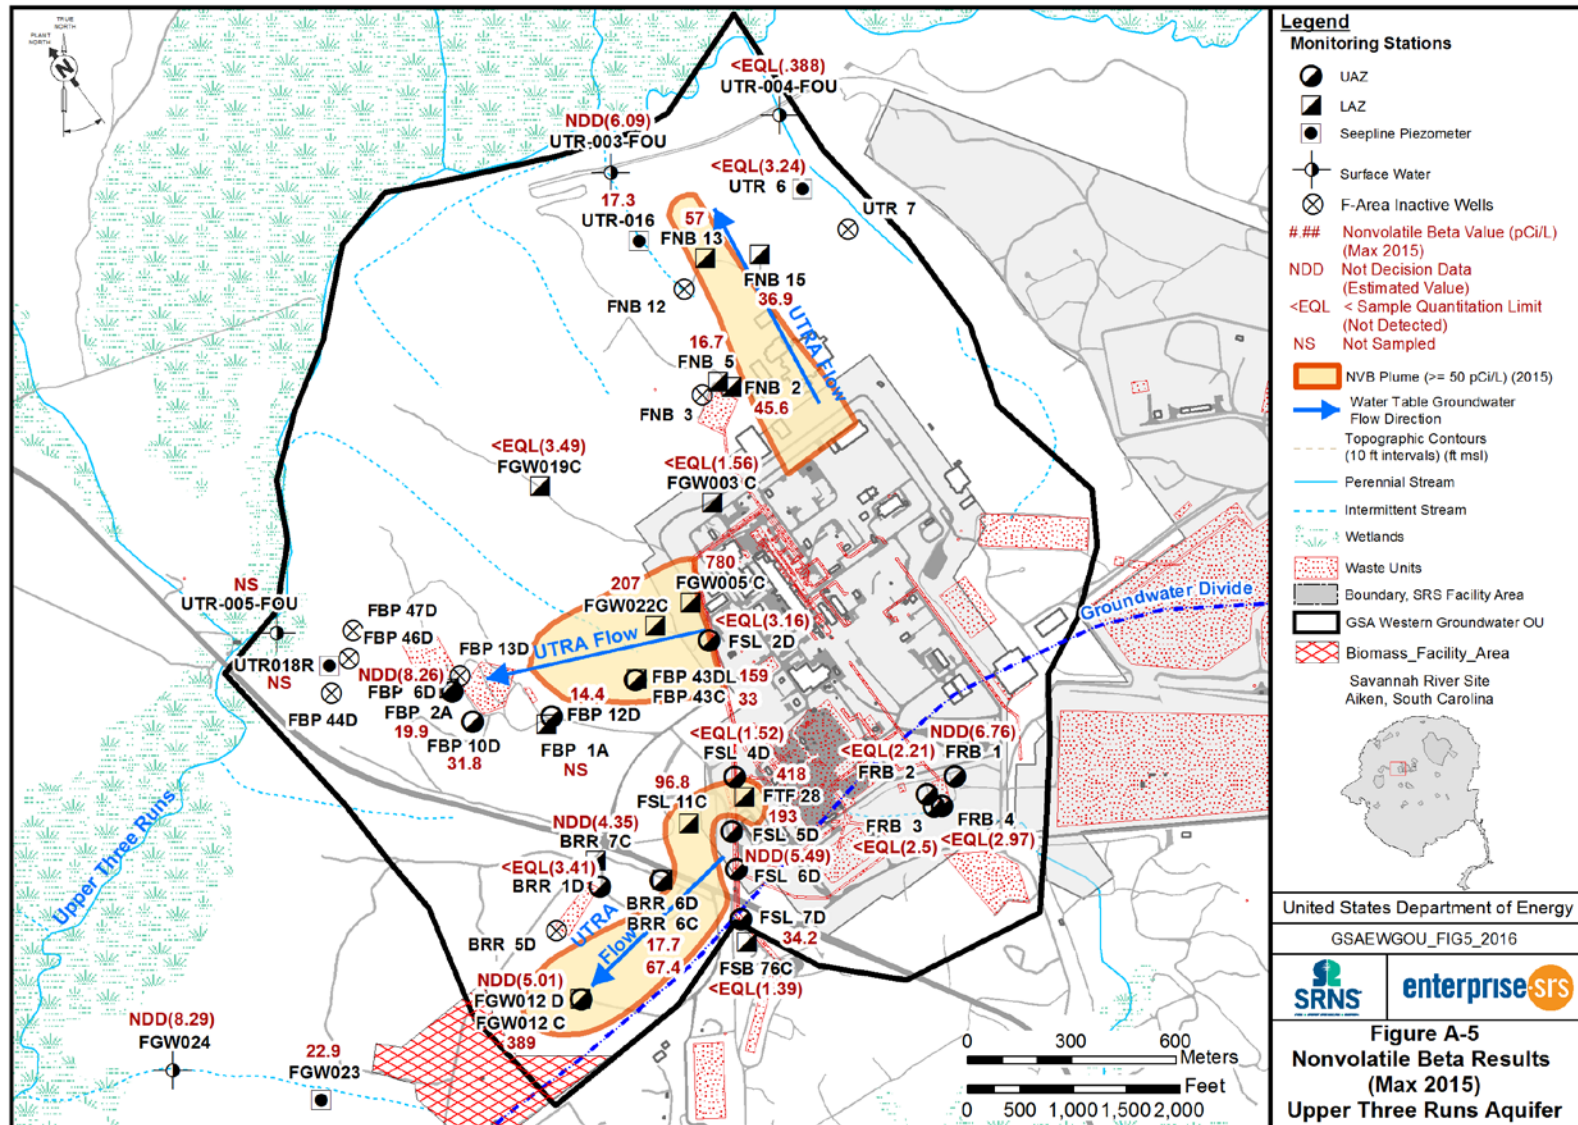 TRUE
NORTH
PLANT
NORTH
N
<EQL(.388)
UTR-004-FOU
NDD(6.09)
UTR-003-FOU
<EQL(3.24)
UTR 6
17.3
UTR-016
UTR 7
57
FNB 13
FNB 15
36.9
FNB 12
UTRA Flow
16.7
FNB 5
FNB 2
45.6
FNB 3
<EQL(3.49)
FGW019C
<EQL(1.56)
FGW003 C
780
FGW005 C
207
FGW022C
<EQL(3.16)
FSL 2D
UTRA Flow
Groundwater Divide
NS
UTR-005-FOU
FBP 47D
FBP 46D
FBP 13D
UTR018R
NS
NDD(8.26)
FBP 6D
FBP 2A
19.9
FBP 44D
FBP 10D
31.8
14.4
FBP 12D
FBP 1A
NS
FBP 43DL 159
FBP 43C 33
<EQL(1.52)
FSL 4D
418
FTF 28
193
FSL 5D
NDD(5.49)
FSL 6D
96.8
FSL 11C
NDD(6.76)
FRB 1
<EQL(2.21)
FRB 2
FRB 3
<EQL(2.5)
FRB 4
<EQL(2.97)
NDD(4.35)
BRR 7C
<EQL(3.41)
BRR 1D
BRR 5D
BRR 6D
BRR 6C
17.7
67.4
UTRA
Flow
FSL 7D
34.2
FSB 76C
<EQL(1.39)
NDD(5.01)
FGW012 D
FGW012 C
389
Upper Three Runs
NDD(8.29)
FGW024
22.9
FGW023
0 300 600
Meters
Feet
0 500 1,000 1,500 2,000
Legend
Monitoring Stations
UAZ
LAZ
Seepline Piezometer
Surface Water
F-Area Inactive Wells
#.## Nonvolatile Beta Value (pCi/L)
(Max 2015)
NDD Not Decision Data
(Estimated Value)
<EQL < Sample Quantitation Limit
(Not Detected)
NS Not Sampled
NVB Plume (>= 50 pCi/L) (2015)
Water Table Groundwater
Flow Direction
Topographic Contours
(10 ft intervals) (ft msl)
Perennial Stream
Intermittent Stream
Wetlands
Waste Units
Boundary, SRS Facility Area
GSA Western Groundwater OU
Biomass_Facility_Area
Savannah River Site
Aiken, South Carolina
United States Department of Energy
GSAEWGOU_FIG5_2016
SRNS
enterprise·srs
Figure A-5
Nonvolatile Beta Results
(Max 2015)
Upper Three Runs Aquifer